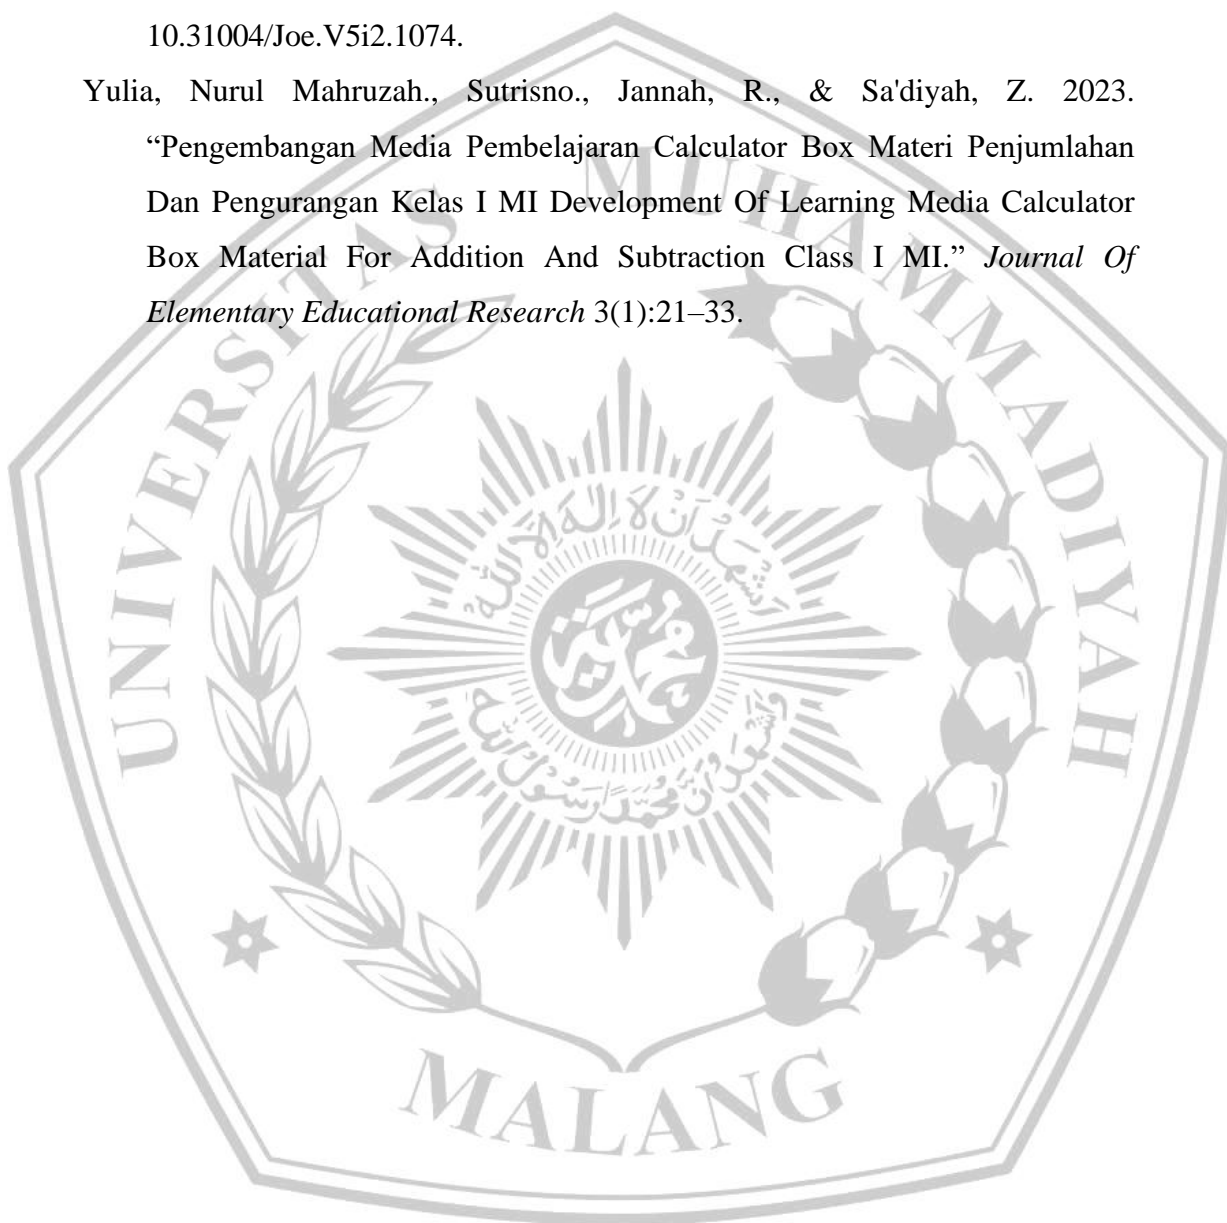 10.31004/Joe.V5i2.1074.
Yulia, Nurul Mahruzah., Sutrisno., Jannah, R., & Sa'diyah, Z. 2023.
“Pengembangan Media Pembelajaran Calculator Box Materi Penjumlahan
Dan Pengurangan Kelas I MI Development Of Learning Media Calculator
Box Material For Addition And Subtraction Class I MI.” Journal Of
Elementary Educational Research 3(1):21–33.
UNIVERSITAS MUHAMMADIYAH
MALANG